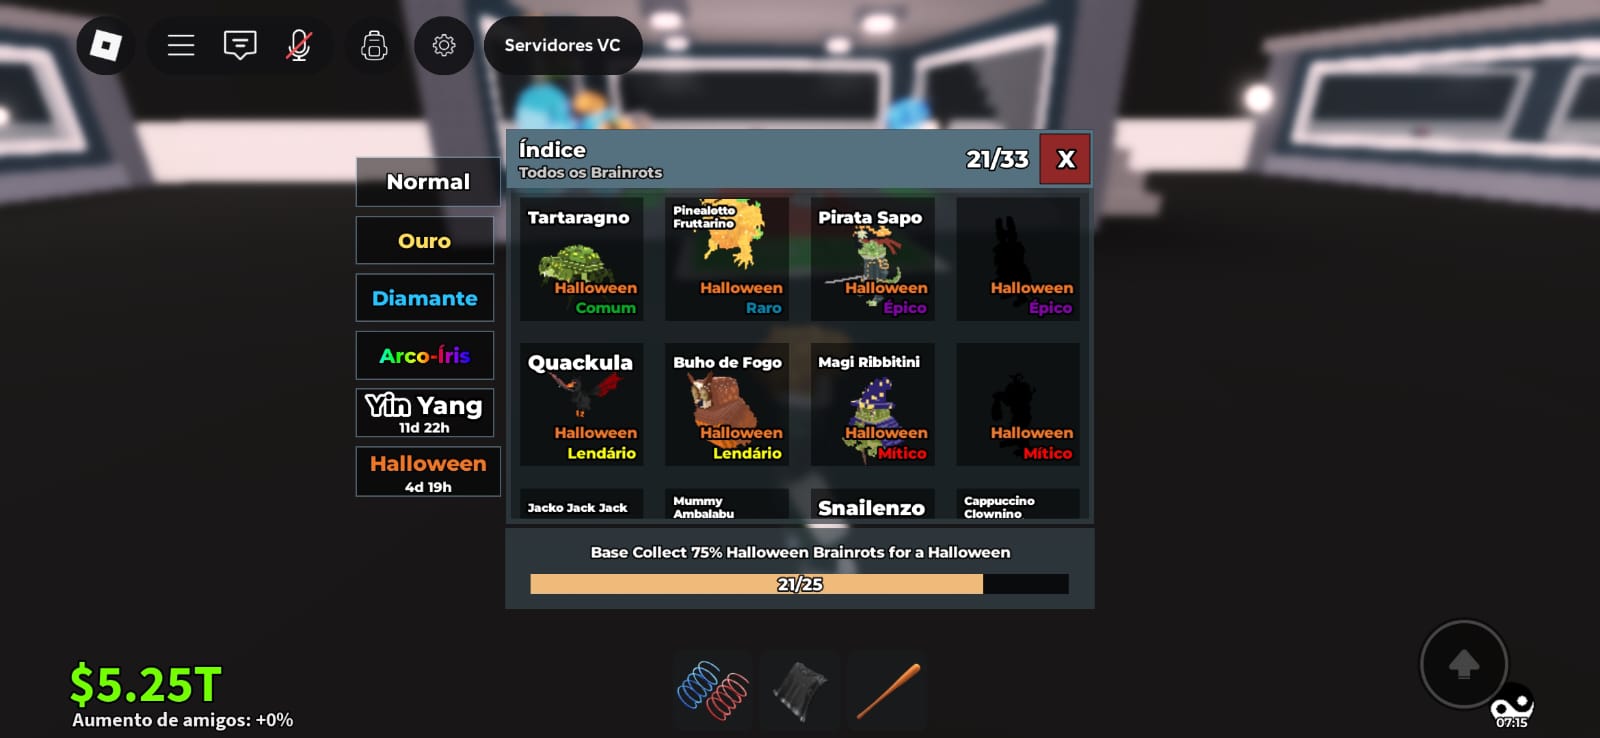 Servidores VC
Índice
Todos os Brainrots
21/33
X
Normal
Ouro
Diamante
Arco-Íris
Yin Yang
11d 22h
Halloween
4d 19h
Tartaragno
Halloween
Comum
Pinealotto
Fruttarino
Halloween
Raro
Pirata Sapo
Halloween
Épico
Halloween
Épico
Quackula
Halloween
Lendário
Buho de Fogo
Halloween
Lendário
Magi Ribbitini
Halloween
Mítico
Halloween
Mítico
Jacko Jack Jack
Mummy
Ambalabu
Snailenzo
Cappuccino
Clownino
Base Collect 75% Halloween Brainrots for a Halloween
21/25
$5.25T
Aumento de amigos: +0%
07:15